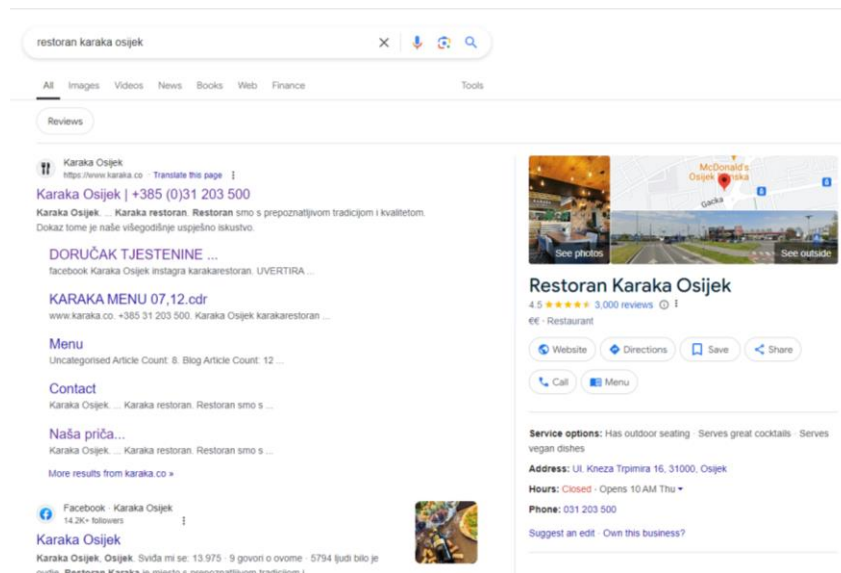 restoran karaka osijek
All Images Videos News Books Web Finance Tools
Reviews
Karaka Osijek
https://www.karaka.co · Translate this page
Karaka Osijek | +385 (0)31 203 500
Karaka Osijek. ... Karaka restoran. Restoran smo s prepoznatljivom tradicijom i kvalitetom.
Dokaz tome je naše višegodišnje uspješno iskustvo.
DORUČAK TJESTENINE ...
facebook Karaka Osijek instagra karakarestoran. UVERTIRA ...
KARAKA MENU 07,12.cdr
www.karaka.co. +385 31 203 500. Karaka Osijek karakarestoran ...
Menu
Uncategorised Article Count: 8. Blog Article Count: 12 ...
Contact
Karaka Osijek. ... Karaka restoran. Restoran smo s ...
Naša priča...
Karaka Osijek. ... Karaka restoran. Restoran smo s ...
More results from karaka.co »
Facebook · Karaka Osijek
14.2K+ followers
Karaka Osijek
Karaka Osijek, Osijek. Sviđa mi se: 13.975 · 9 govori o ovome · 5794 ljudi bilo je
ovdje. Restoran Karaka je mjesto s prepoznatljivom tradicijom i
McDonald's
Osijek
Gacka
See photos
See outside
Restoran Karaka Osijek
4.5 3,000 reviews
€€ · Restaurant
Website Directions Save Share
Call Menu
Service options: Has outdoor seating · Serves great cocktails · Serves
vegan dishes
Address: Ul. Kneza Trpimira 16, 31000, Osijek
Hours: Closed · Opens 10 AM Thu
Phone: 031 203 500
Suggest an edit · Own this business?